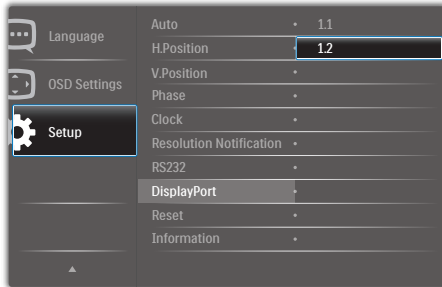 Language
OSD Settings
Setup
Auto
H.Position
V.Position
Phase
Clock
Resolution Notification
RS232
DisplayPort
Reset
Information
1.1
1.2